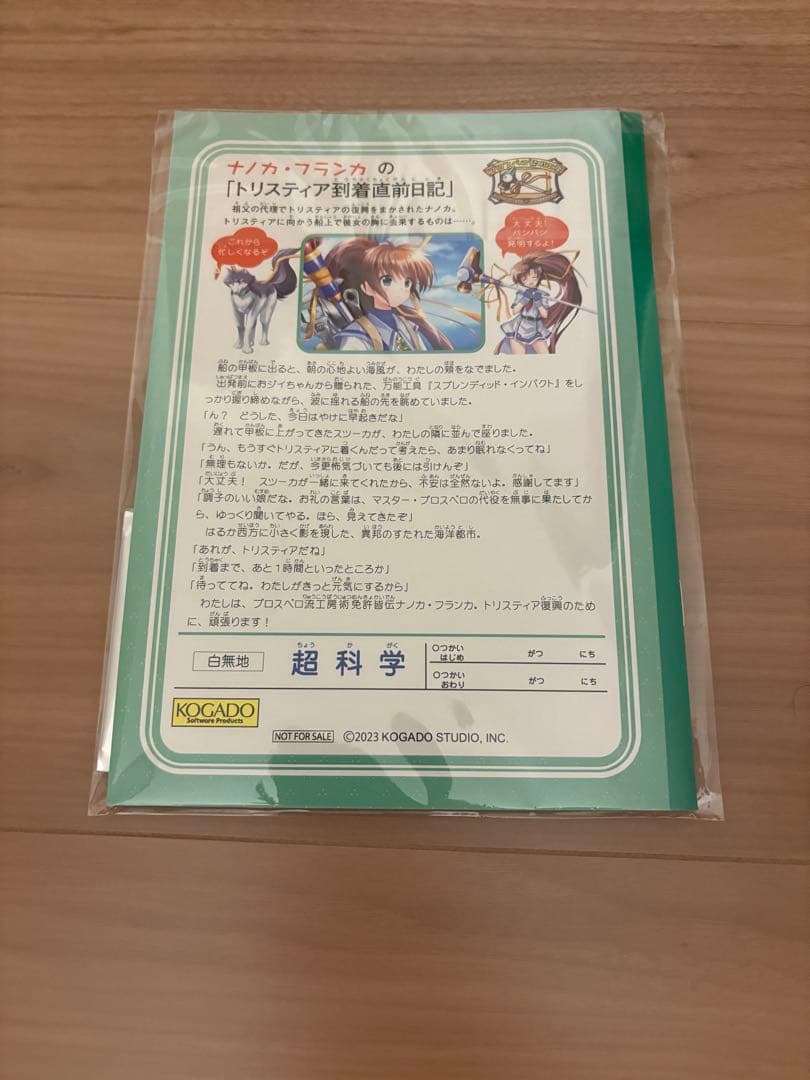 ナノカ・フランカの
「トリスティア到着直前日記」
祖父の代理でトリスティアの復興をまかされたナノカ。
トリスティアに向かう船上で彼女の胸に去来するものは……。
これから
忙しくなるぞ
大丈夫！
バンバン
発明するよ！
船の甲板に出ると、朝の心地よい海風が、わたしの頬をなでました。
出発前におジイちゃんから贈られた、万能工具『スプレンディッド・インパクト』をし
っかり握り締めながら、波に揺れる船の先を眺めていました。
「ん？　どうした、今日はやけに早起きだな」
遅れて甲板に上がってきたスツーカが、わたしの隣に並んで座りました。
「うん、もうすぐトリスティアに着くんだって考えたら、あまり眠れなくってね」
「無理もないか。だが、今更怖気づいても後には引けんぞ」
「大丈夫！　スツーカが一緒に来てくれたから、不安は全然ないよ。感謝してます」
「調子のいい娘だな。お礼の言葉は、マスター・プロスペロの代役を無事に果たしてか
ら、ゆっくり聞いてやる。ほら、見えてきたぞ」
はるか西方に小さく影を現した、異邦のすたれた海洋都市。
「あれが、トリスティアだね」
「到着まで、あと１時間といったところか」
「待っててね。わたしがきっと元気にするから」
わたしは、プロスペロ流工房術免許皆伝ナノカ・フランカ。トリスティア復興のため
に、頑張ります！
白無地
超科学
○つかい
はじめ
がつ　にち
○つかい
おわり
がつ　にち
KOGADO
Software Products
NOT FOR SALE ©2023 KOGADO STUDIO, INC.